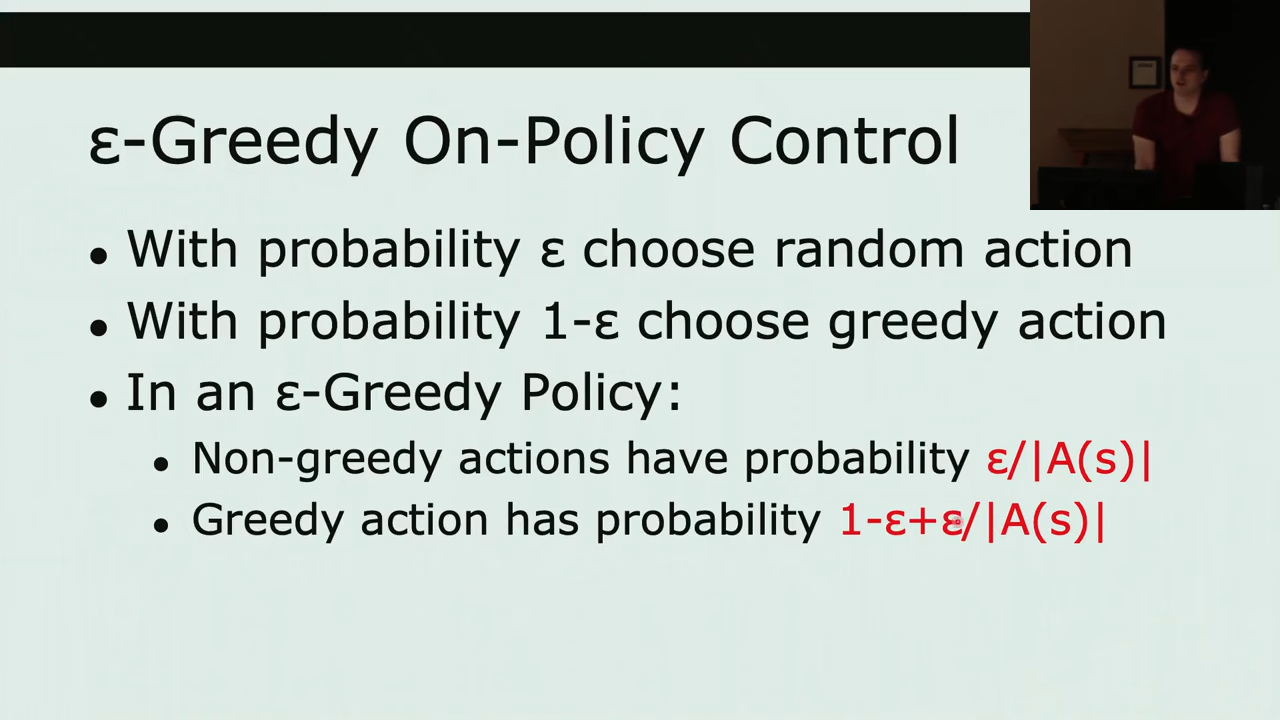 ε-Greedy On-Policy Control
• With probability ε choose random action
• With probability 1-ε choose greedy action
• In an ε-Greedy Policy:
• Non-greedy actions have probability ε/|A(s)|
• Greedy action has probability 1-ε+ε/|A(s)|